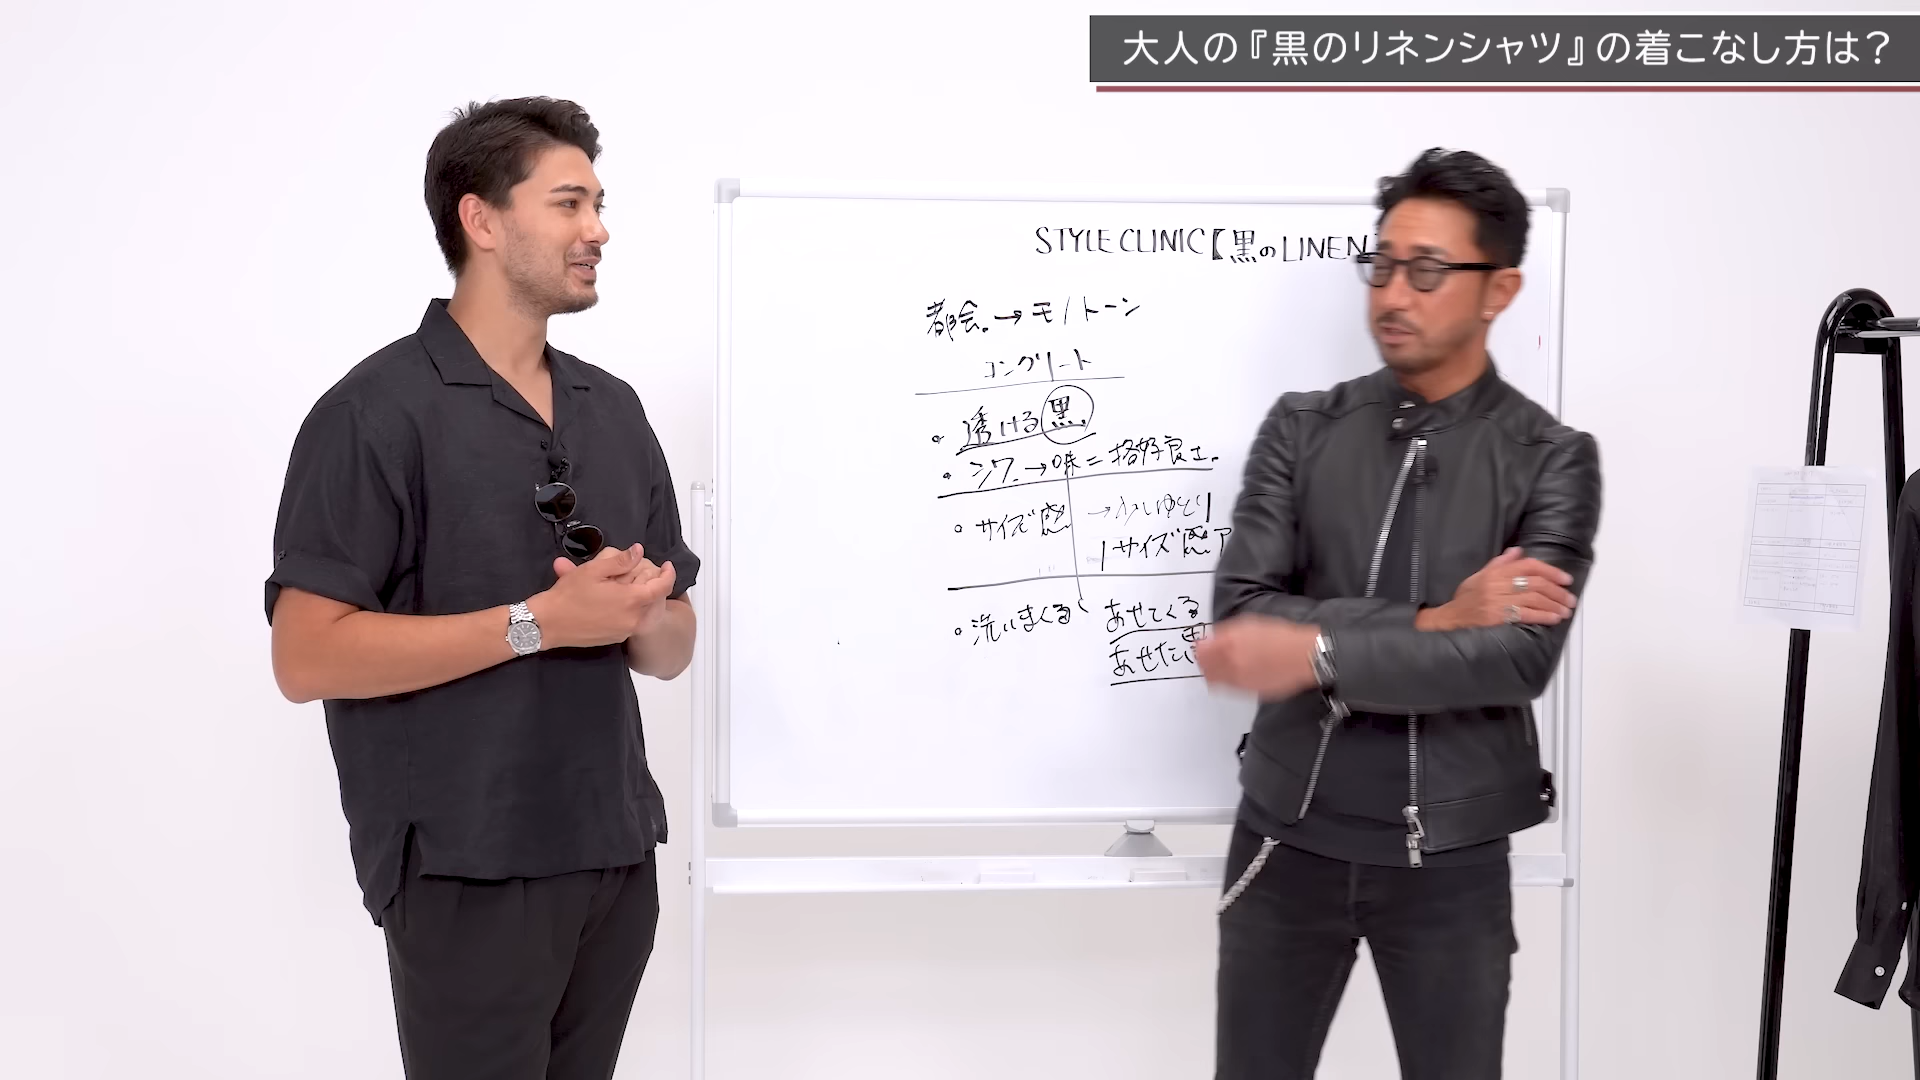 大人の『黒のリネンシャツ』の着こなし方は？
STYLE CLINIC【黒のLINEN
都会。→モノトーン
コンクリート
・透ける黒
・シワ→味=格好良さ。
・サイズ感 →少しゆとり
1サイズ感ア
・洗いまくる あせてくる
あせた黒